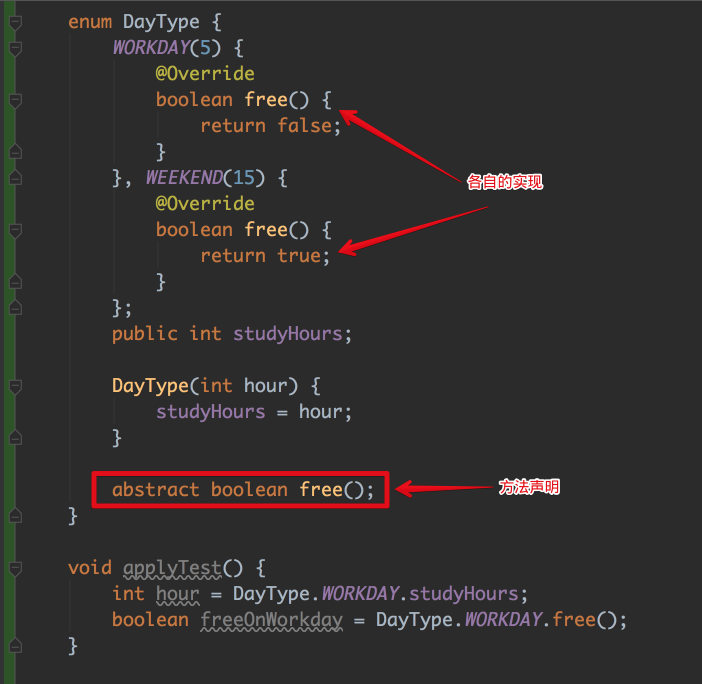 enum DayType {
WORKDAY(5) {
@Override
boolean free() {
return false;
}
各自的实现
}, WEEKEND(15) {
@Override
boolean free() {
return true;
}
};
public int studyHours;
DayType(int hour) {
studyHours = hour;
}
abstract boolean free();
方法声明
}
void applyTest() {
int hour = DayType.WORKDAY.studyHours;
boolean freeOnWorkday = DayType.WORKDAY.free();
}